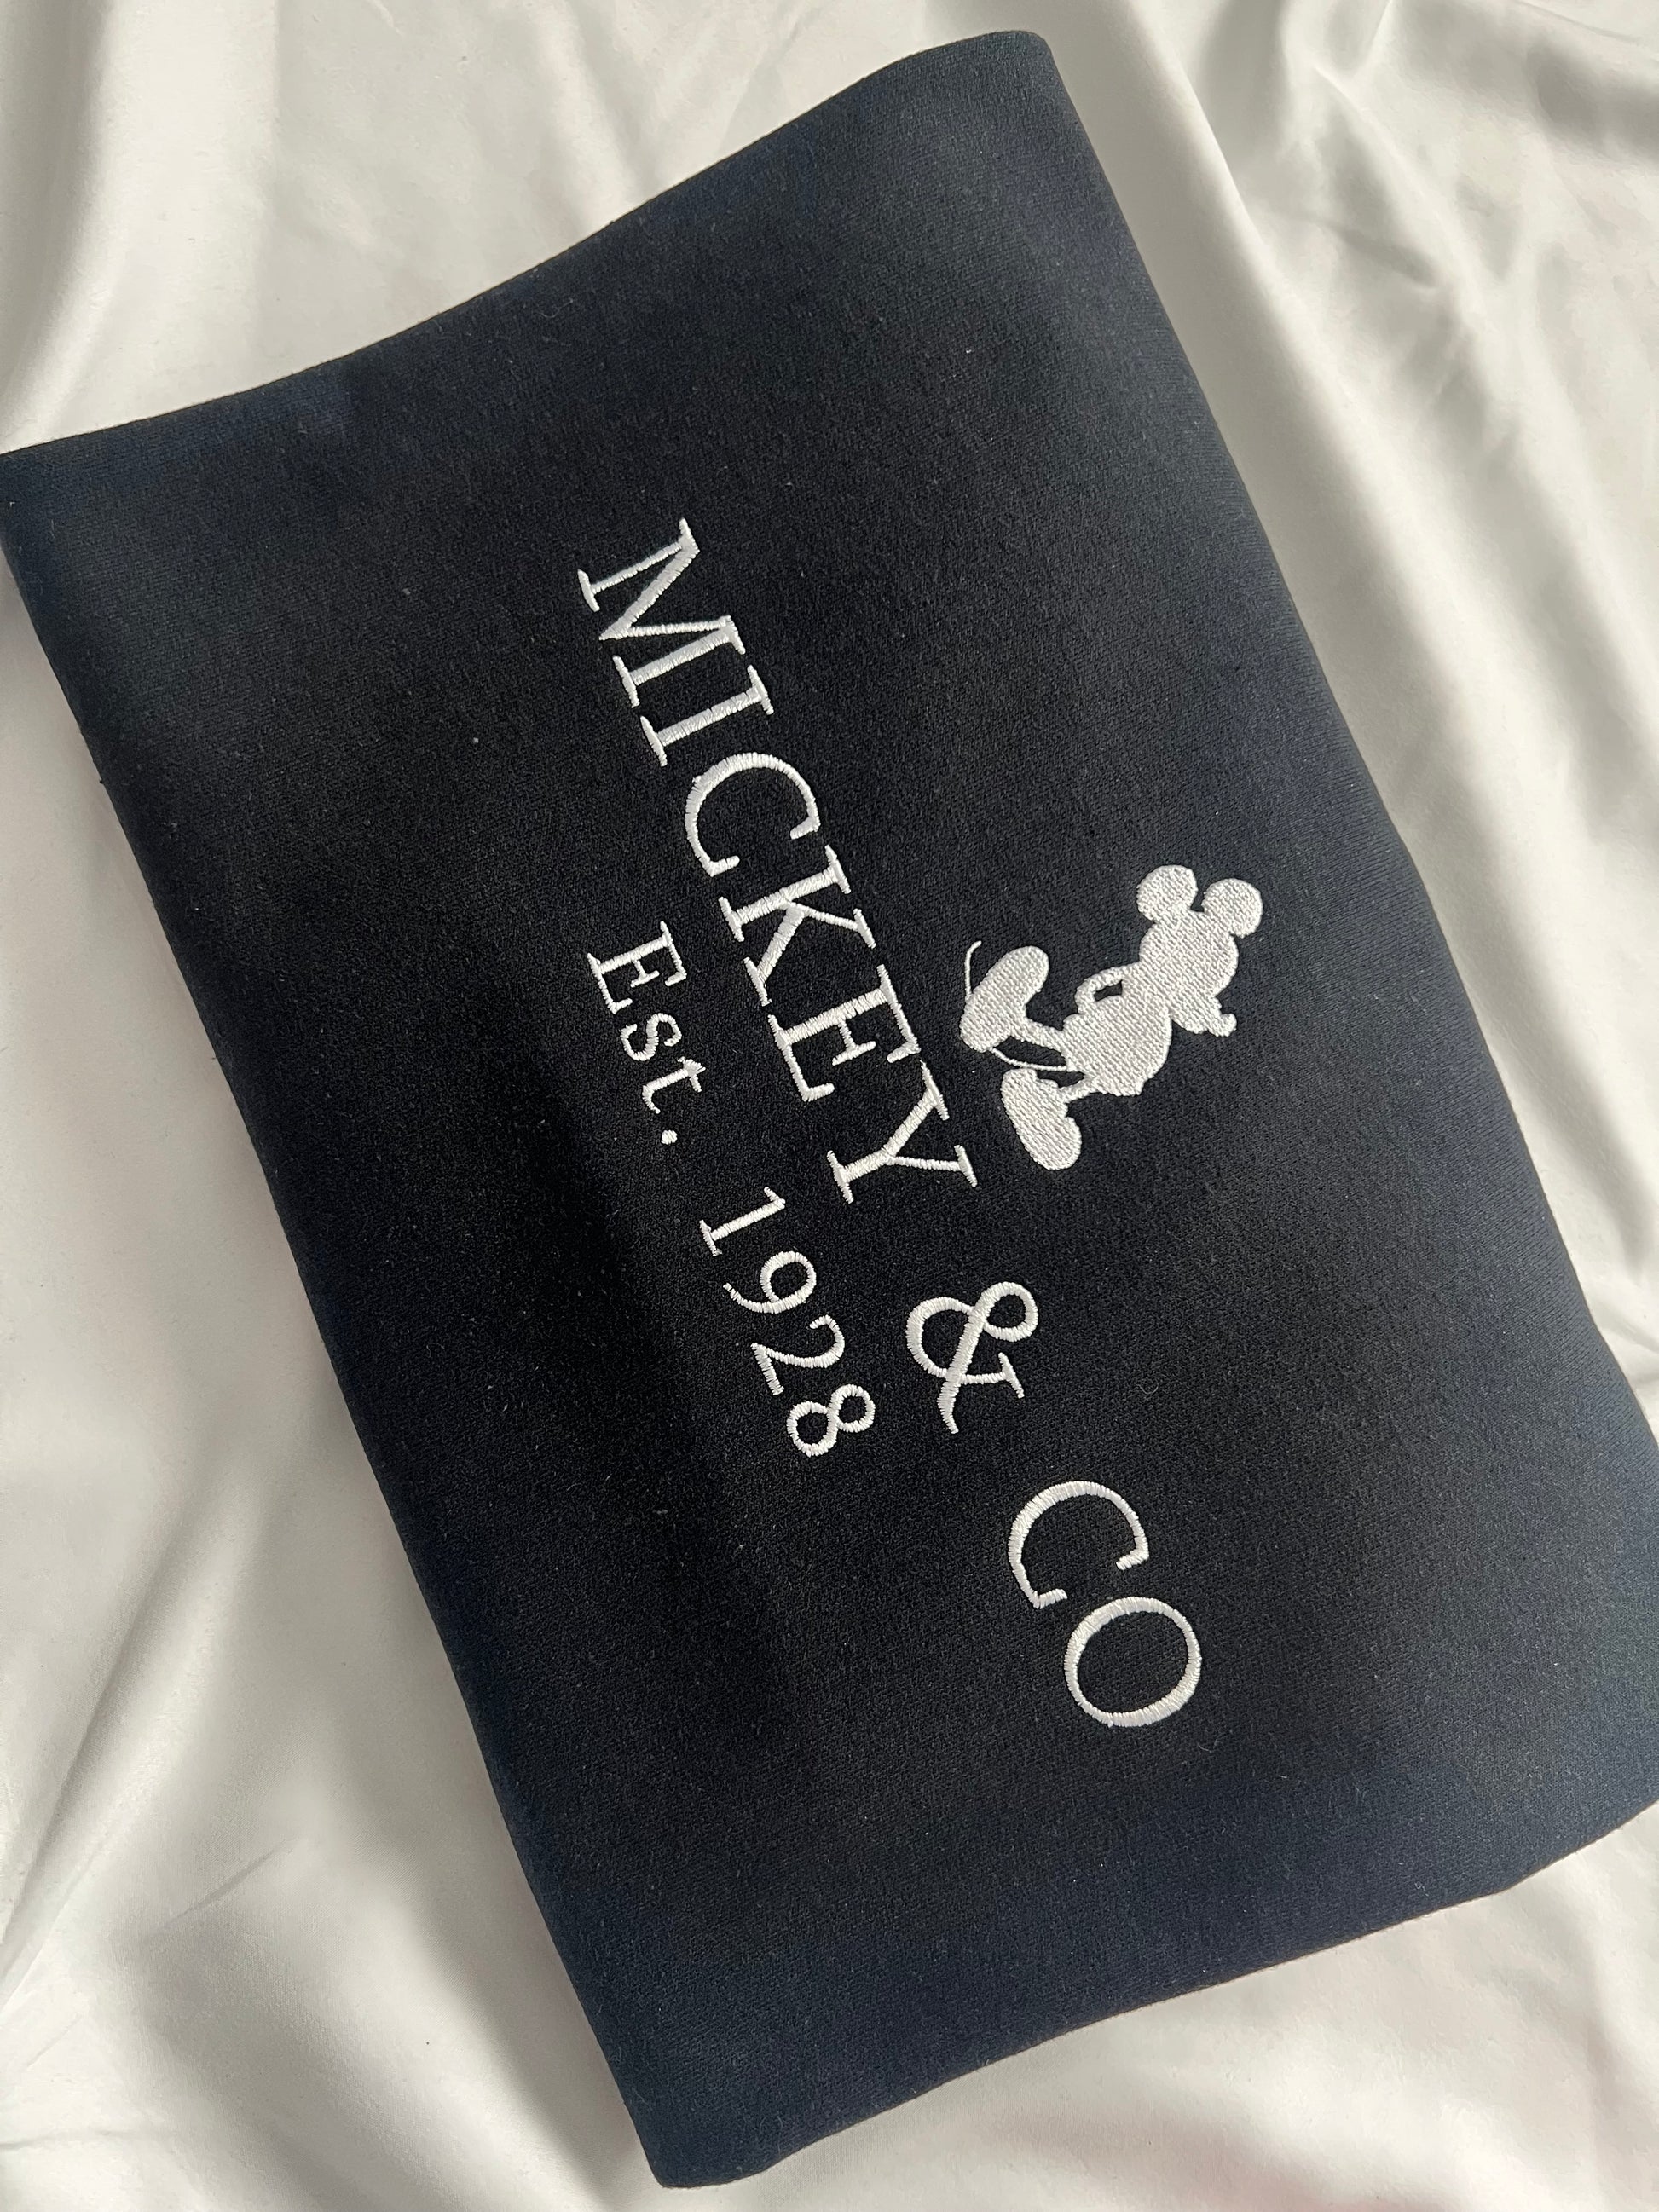 MICKEY & CO
Est. 1928